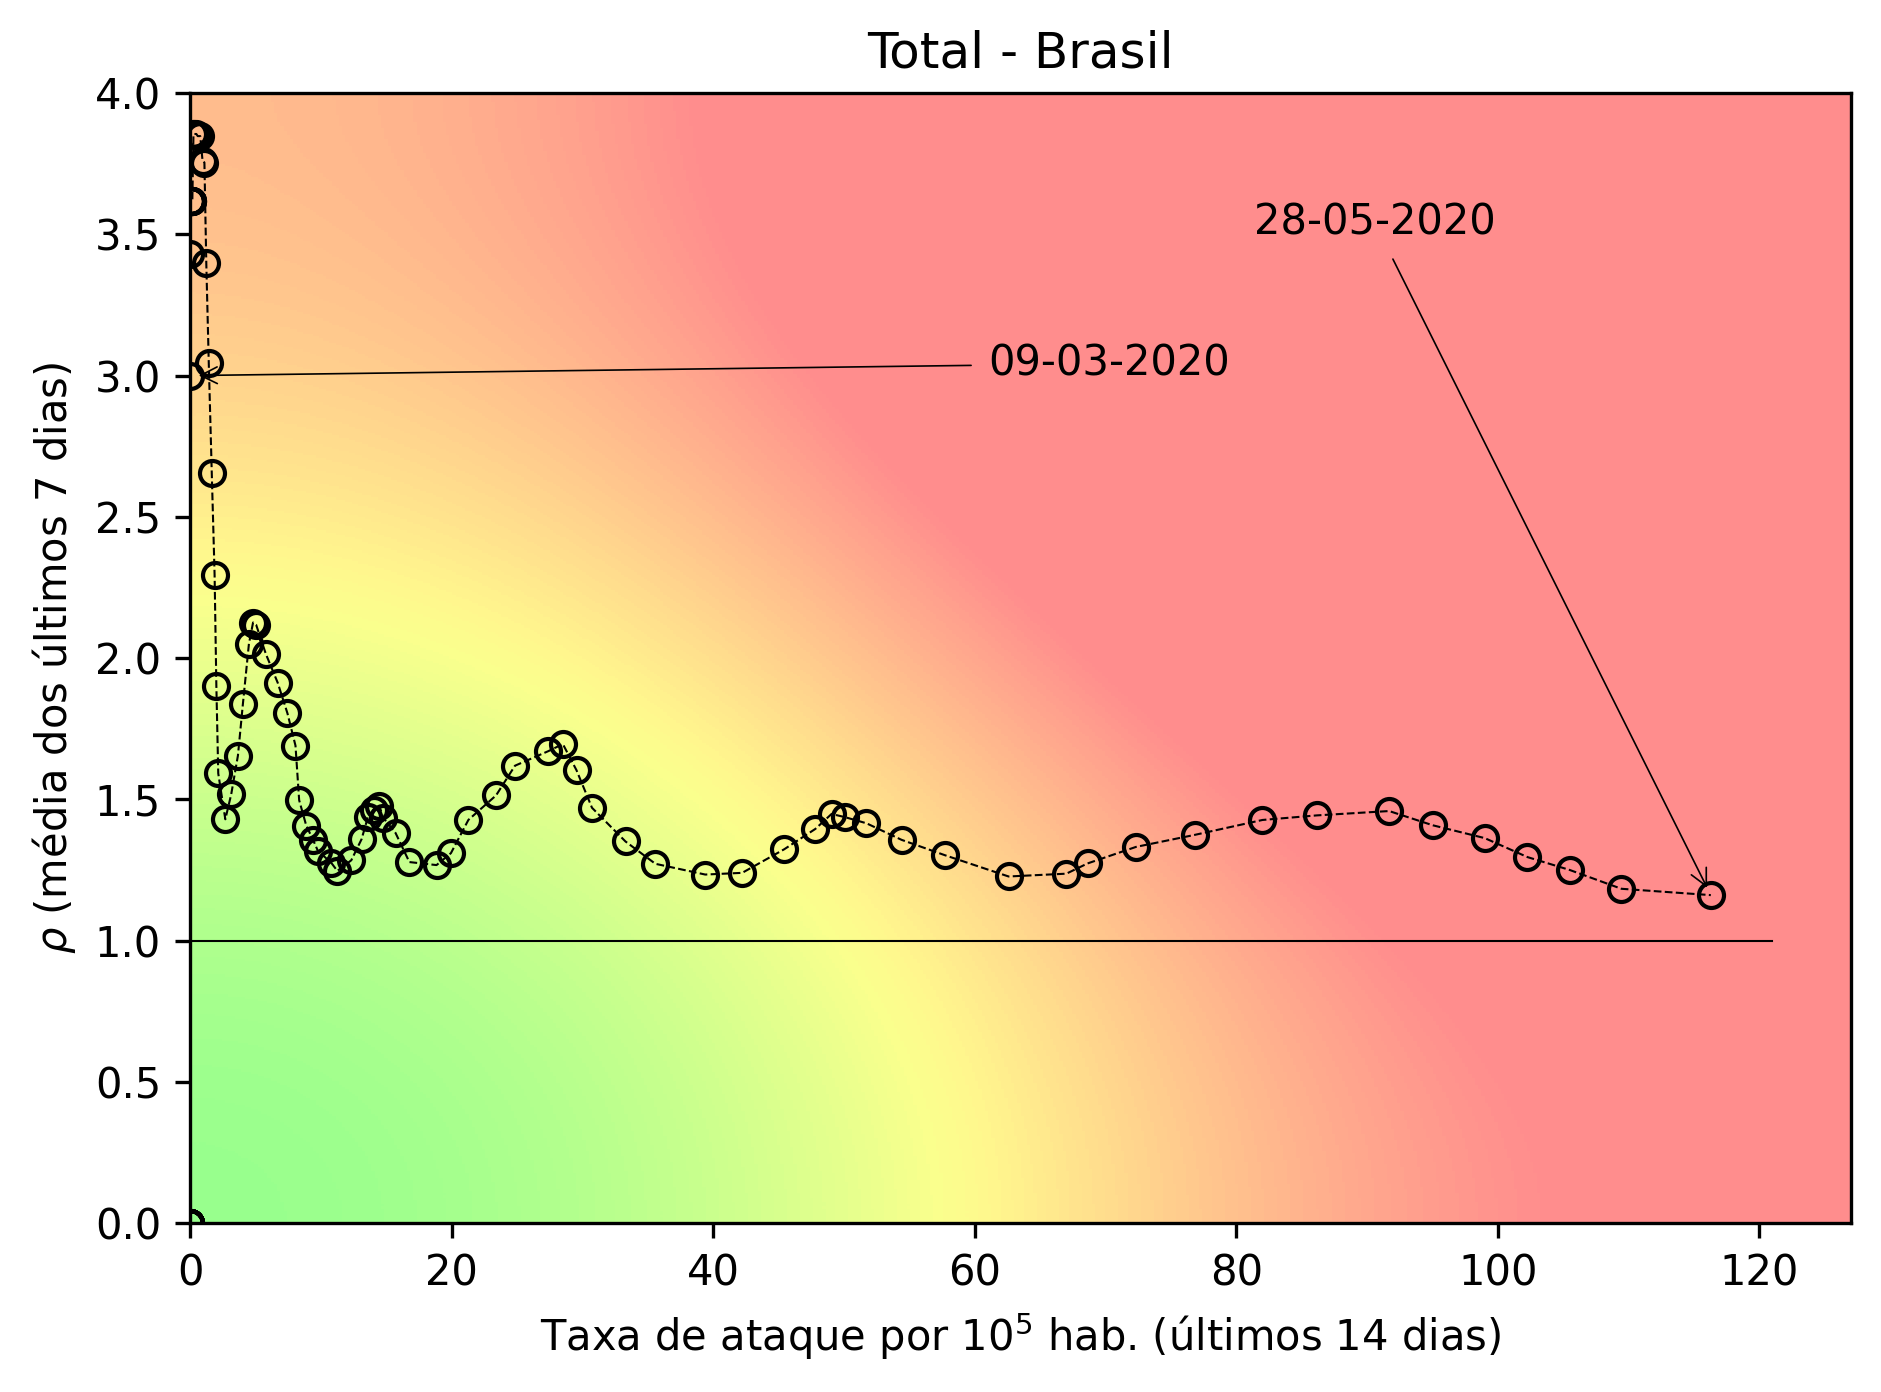 Total - Brasil
4.0
3.5
3.0
2.5
2.0
1.5
1.0
0.5
0.0
ρ (média dos últimos 7 dias)
28-05-2020
09-03-2020
0 20 40 60 80 100 120
Taxa de ataque por 10⁵ hab. (últimos 14 dias)